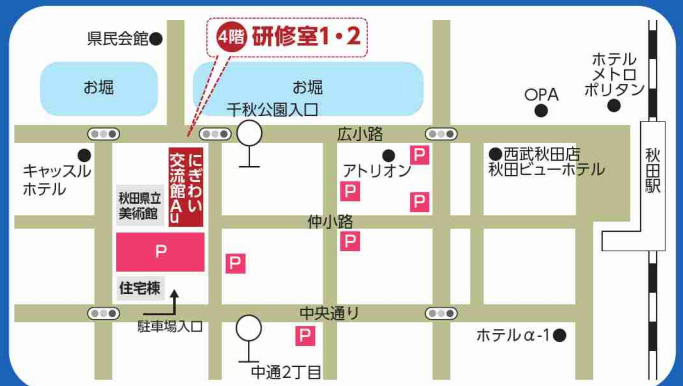 4階 研修室1・2
県民会館
お堀
お堀
千秋公園入口
OPA
ホテル
メトロ
ポリタン
広小路
キャッスル
ホテル
にぎわい
交流館Au
秋田県立
美術館
アトリオン
P
P
P
西武秋田店
秋田ビューホテル
秋田駅
仲小路
P
P
P
住宅棟
駐車場入口
中央通り
P
中通2丁目
ホテルα-1